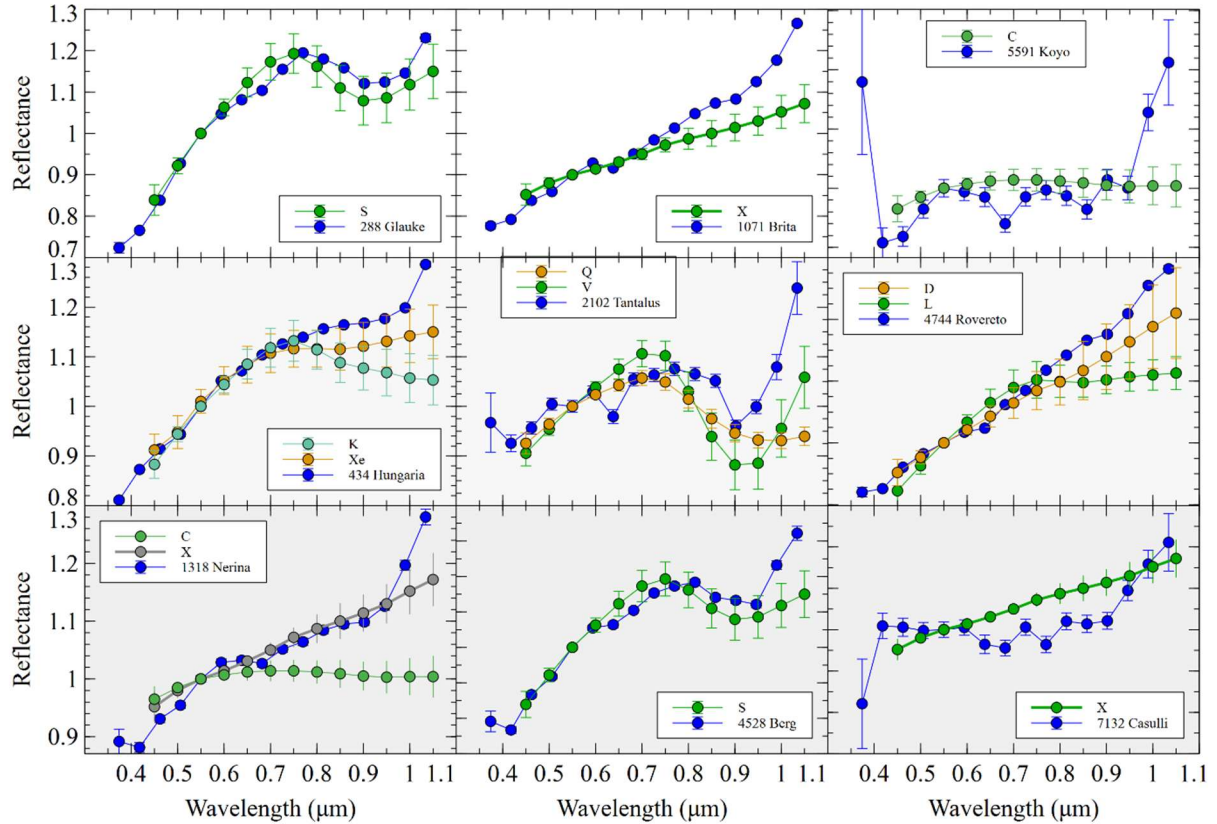 1.3
1.2
1.1
1
0.9
0.8
0.7
Reflectance
S
288 Glauke
X
1071 Brita
C
5591 Koyo
1.3
1.2
1.1
1
0.9
0.8
Reflectance
K
Xe
434 Hungaria
Q
V
2102 Tantalus
D
L
4744 Rovereto
1.3
1.2
1.1
1
0.9
Reflectance
C
X
1318 Nerina
S
4528 Berg
X
7132 Casulli
0.4 0.5 0.6 0.7 0.8 0.9 1 1.1 0.4 0.5 0.6 0.7 0.8 0.9 1 1.1 0.4 0.5 0.6 0.7 0.8 0.9 1 1.1
Wavelength (μm) Wavelength (μm) Wavelength (μm)